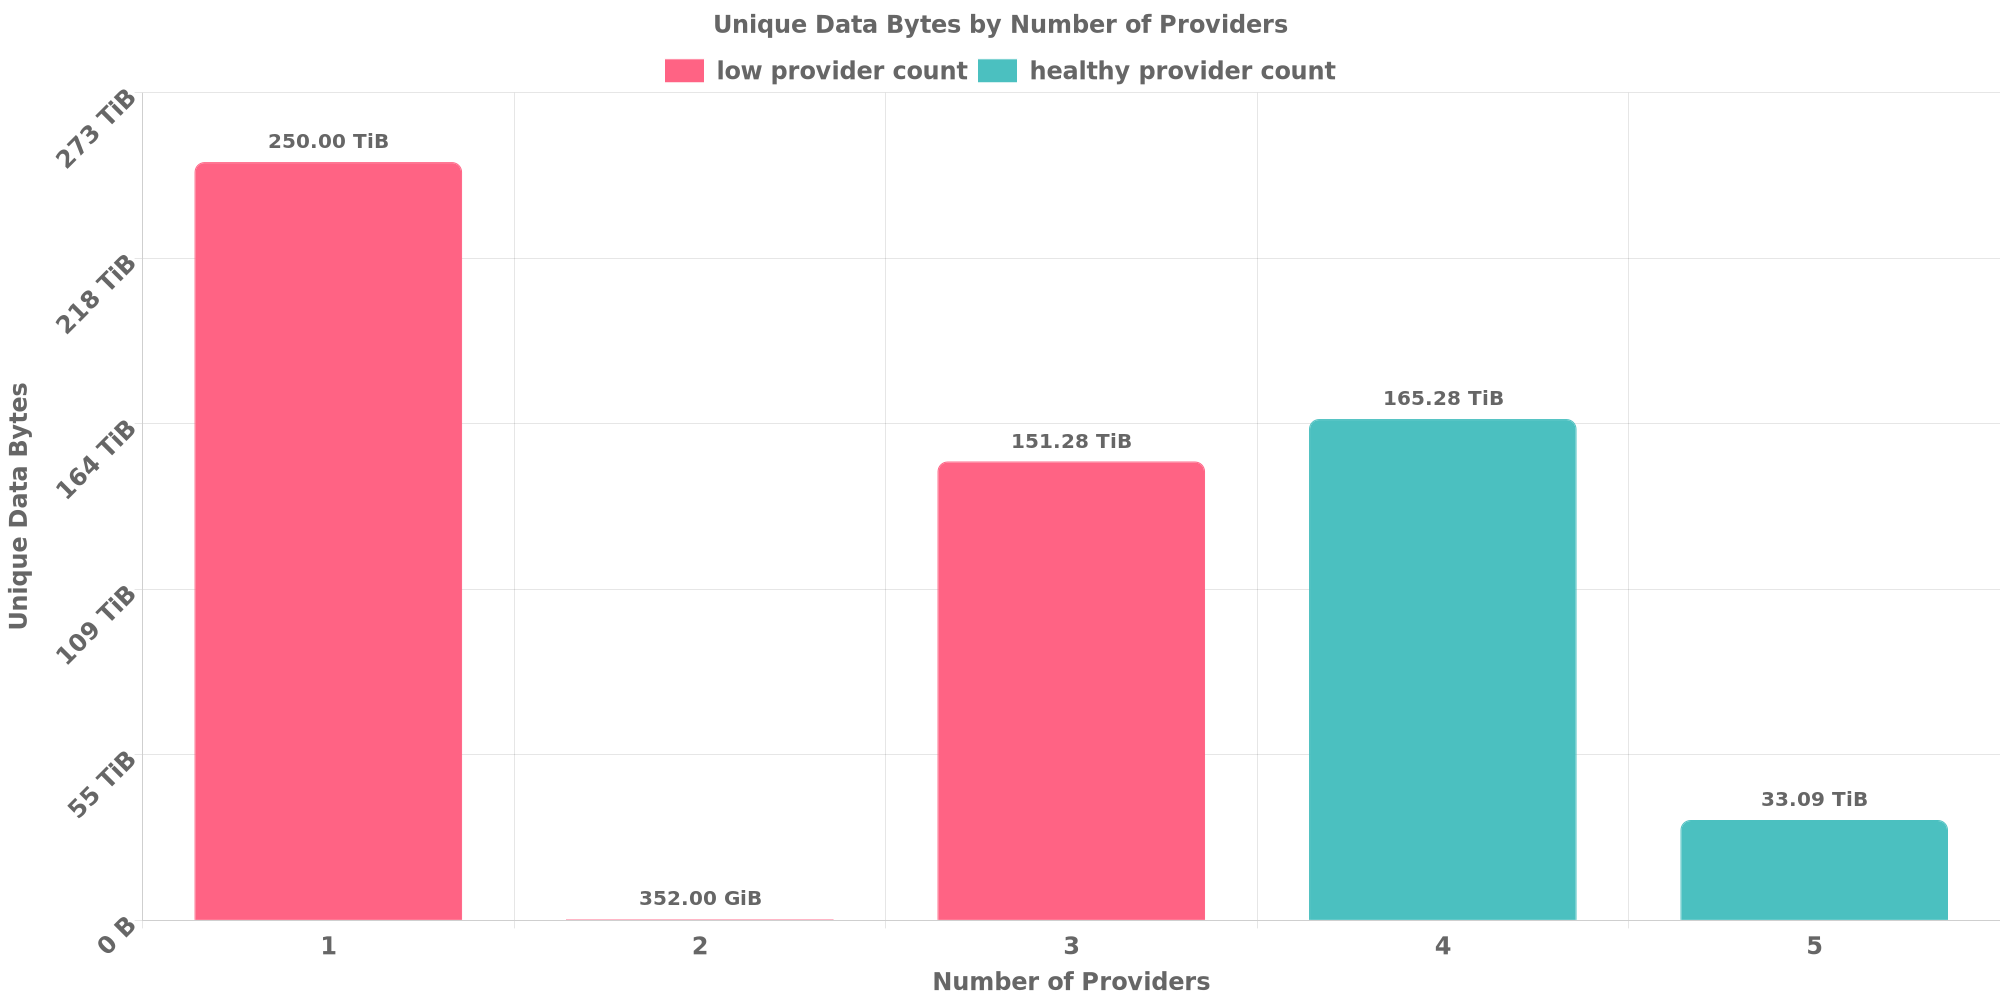 Unique Data Bytes by Number of Providers
low provider count healthy provider count
273 TiB
250.00 TiB
218 TiB
164 TiB
165.28 TiB
151.28 TiB
Unique Data Bytes
109 TiB
55 TiB
33.09 TiB
352.00 GiB
0 B
1 2 3 4 5
Number of Providers